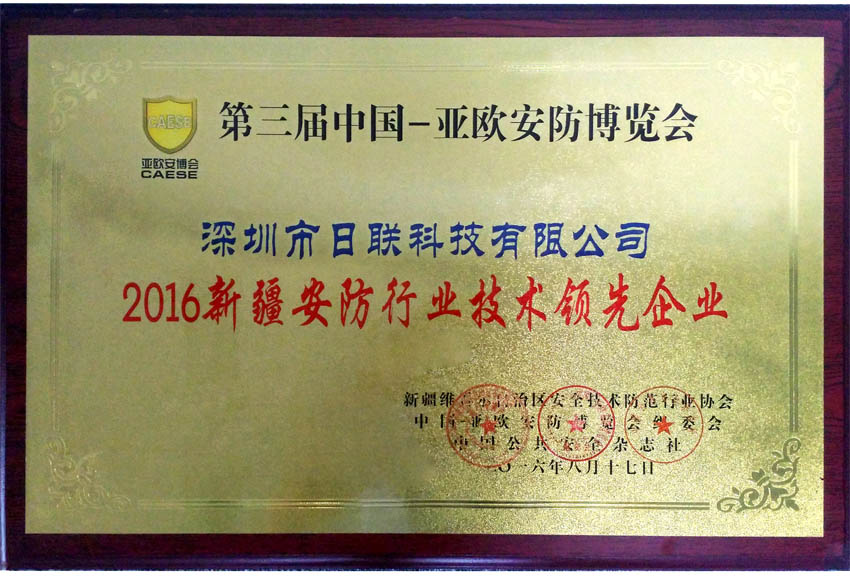 CAESE
亚欧安博会
CAESE
第三届中国-亚欧安防博览会
深圳市日联科技有限公司
2016新疆安防行业技术领先企业
新疆维吾尔自治区安全技术防范行业协会
中国-亚欧安防博览会组委会
中国公共安全杂志社
二〇一六年八月十七日